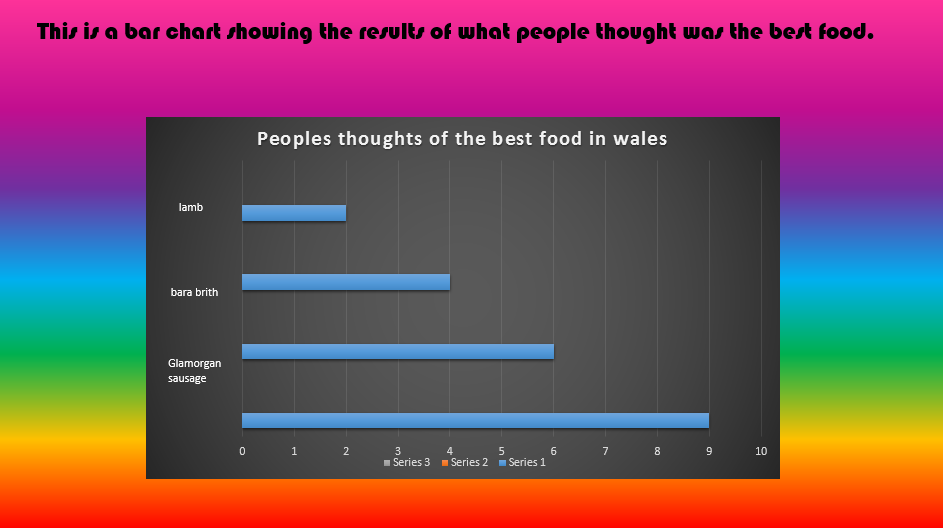 This is a bar chart showing the results of what people thought was the best food.
Peoples thoughts of the best food in wales
lamb
bara brith
Glamorgan
sausage
0 1 2 3 4 5 6 7 8 9 10
Series 3 Series 2 Series 1